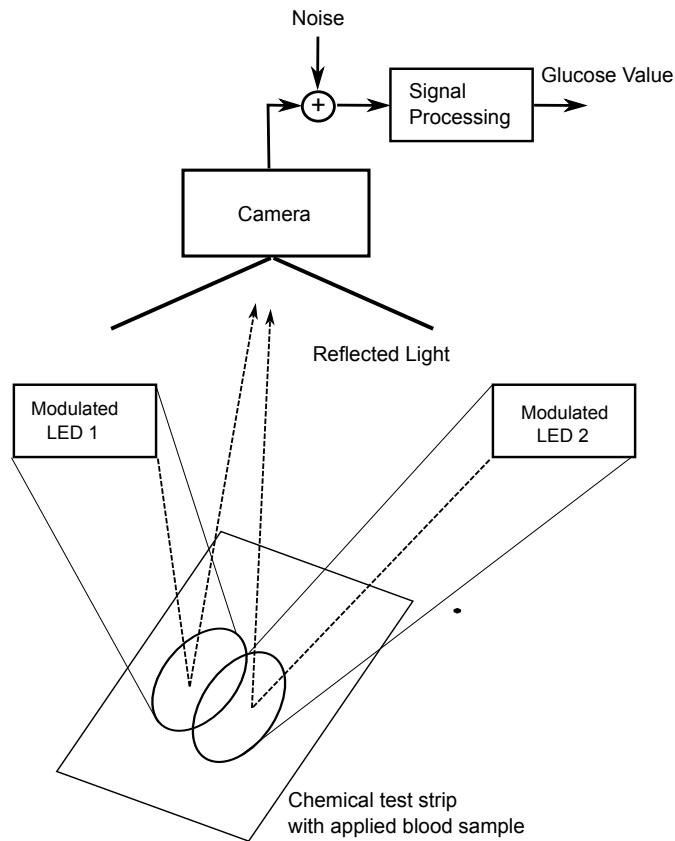 Noise
+
Signal
Processing
Glucose Value
Camera
Reflected Light
Modulated
LED 1
Modulated
LED 2
Chemical test strip
with applied blood sample